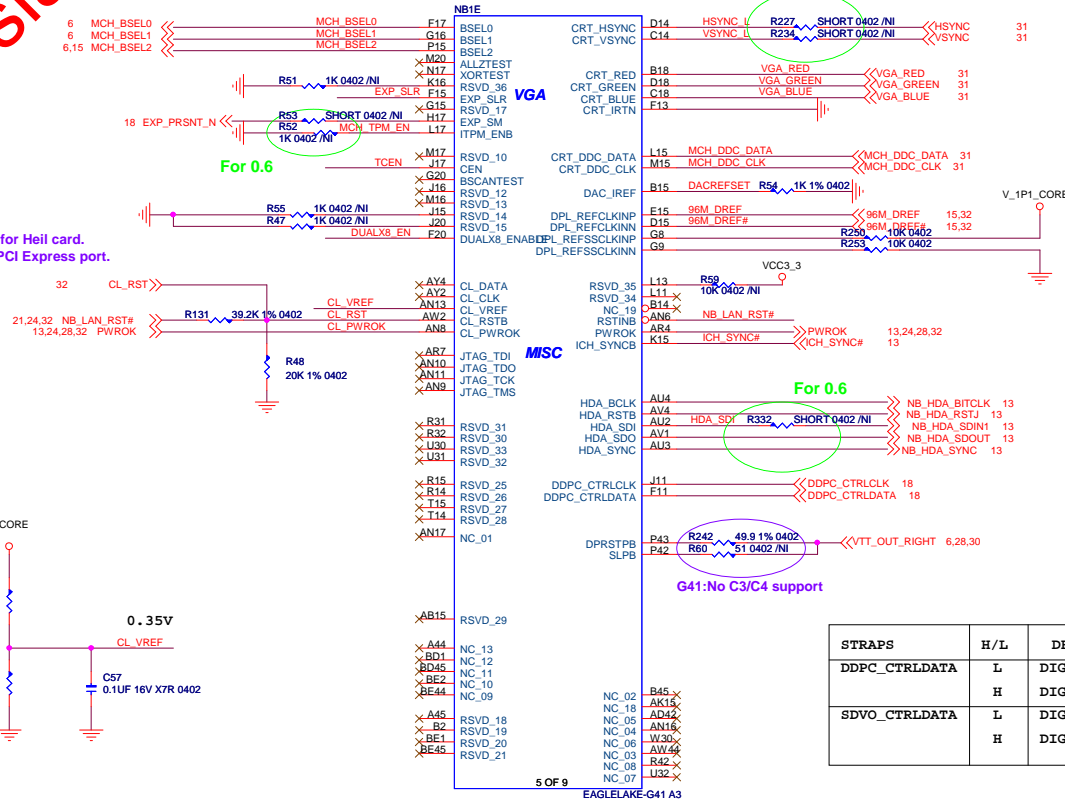 NB1E
6 MCH_BSEL0 MCH_BSEL0 F17 BSEL0
6 MCH_BSEL1 MCH_BSEL1 G16 BSEL1
6,15 MCH_BSEL2 MCH_BSEL2 P15 BSEL2
M20 ALLZTEST
N17 XORTEST
R51 1K 0402 /NI K16 RSVD_36
EXP_SLR F15 EXP_SLR
G15 RSVD_17
18 EXP_PRSNT_N R53 SHORT 0402 /NI H17 EXP_SM
R52 1K 0402 /NI MCH_TPM_EN L17 ITPM_ENB
For 0.6
M17 RSVD_10
TCEN J17 CEN
G20 BSCANTEST
J16 RSVD_12
M16 RSVD_13
R55 1K 0402 /NI J15 RSVD_14
R47 1K 0402 /NI J20 RSVD_15
DUALX8_EN F20 DUALX8_ENABLE
for Heil card.
PCI Express port.
VGA
CRT_HSYNC D14 HSYNC_L R227 SHORT 0402 /NI HSYNC 31
CRT_VSYNC C14 VSYNC_L R234 SHORT 0402 /NI VSYNC 31
CRT_RED B18 VGA_RED VGA_RED 31
CRT_GREEN D18 VGA_GREEN VGA_GREEN 31
CRT_BLUE C18 VGA_BLUE VGA_BLUE 31
CRT_IRTN F13
CRT_DDC_DATA L15 MCH_DDC_DATA MCH_DDC_DATA 31
CRT_DDC_CLK M15 MCH_DDC_CLK MCH_DDC_CLK 31
DAC_IREF B15 DACREFSET R54 1K 1% 0402
V_1P1_CORE
DPL_REFCLKINP E15 96M_DREF 96M_DREF 15,32
DPL_REFCLKINN D15 96M_DREF# 96M_DREF# 15,32
DPL_REFSSCLKINP G8 R250 10K 0402
DPL_REFSSCLKINN G9 R253 10K 0402
32 CL_RST
AY4 CL_DATA
AY2 CL_CLK
CL_VREF AN13 CL_VREF
21,24,32 NB_LAN_RST# R131 39.2K 1% 0402 CL_RST AW2 CL_RSTB
13,24,28,32 PWROK CL_PWROK AN8 CL_PWROK
R48
20K 1% 0402
AR7 JTAG_TDI
AN10 JTAG_TDO
AN11 JTAG_TCK
AN9 JTAG_TMS
MISC
VCC3_3
RSVD_35 L13 R59 10K 0402 /NI
RSVD_34 L11
NC_19 B14
RSTINB AN6 NB_LAN_RST#
PWROK AR4 PWROK 13,24,28,32
ICH_SYNCB K15 ICH_SYNC# ICH_SYNC# 13
For 0.6
HDA_BCLK AU4 NB_HDA_BITCLK 13
HDA_RSTB AV4 NB_HDA_RSTJ 13
HDA_SDI AU2 HDA_SDI R332 SHORT 0402 /NI NB_HDA_SDIN1 13
HDA_SDO AV1 NB_HDA_SDOUT 13
HDA_SYNC AU3 NB_HDA_SYNC 13
R31 RSVD_31
R32 RSVD_30
U30 RSVD_33
U31 RSVD_32
R15 RSVD_25
R14 RSVD_26
T15 RSVD_27
T14 RSVD_28
AN17 NC_01
DDPC_CTRLCLK J11 DDPC_CTRLCLK 18
DDPC_CTRLDATA F11 DDPC_CTRLDATA 18
DPRSTPB P43 R242 49.9 1% 0402 VTT_OUT_RIGHT 6,28,30
SLPB P42 R60 51 0402 /NI
G41:No C3/C4 support
CORE
0.35V
CL_VREF
C57
0.1UF 16V X7R 0402
AB15 RSVD_29
A44 NC_13
BD1 NC_12
BD45 NC_11
BE2 NC_10
BE44 NC_09
A45 RSVD_18
B2 RSVD_19
BE1 RSVD_20
BE45 RSVD_21
NC_02 B45
NC_18 AK15
NC_05 AD42
NC_04 AN16
NC_06 W30
NC_03 AW44
NC_08 R42
NC_07 U32
5 OF 9
EAGLELAKE-G41 A3
STRAPS H/L
DDPC_CTRLDATA L DIG
H DIG
SDVO_CTRLDATA L DIG
H DIG